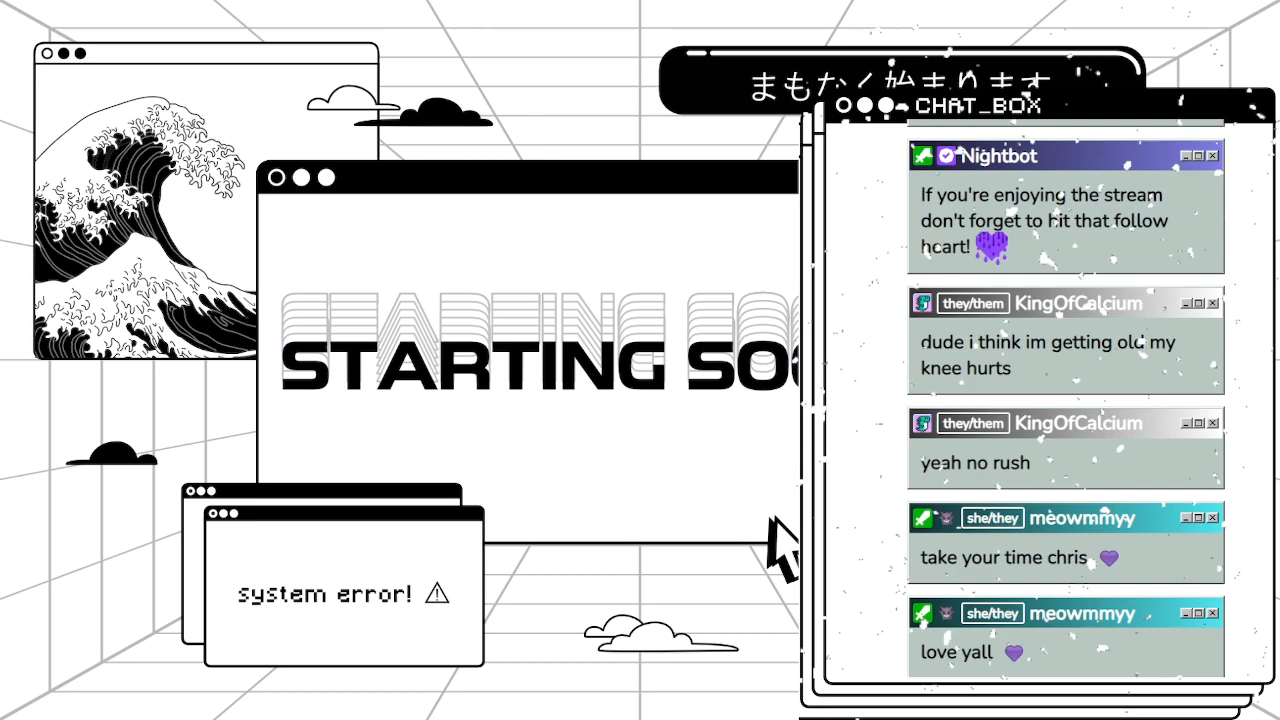 まもなく始まります
CHAT_BOX
Nightbot
If you're enjoying the stream
don't forget to hit that follow
heart!
they/them KingOfCalcium
dude i think im getting old my
knee hurts
they/them KingOfCalcium
yeah no rush
she/they meowmmyy
take your time chris
she/they meowmmyy
love yall
STARTING SOO
system error!